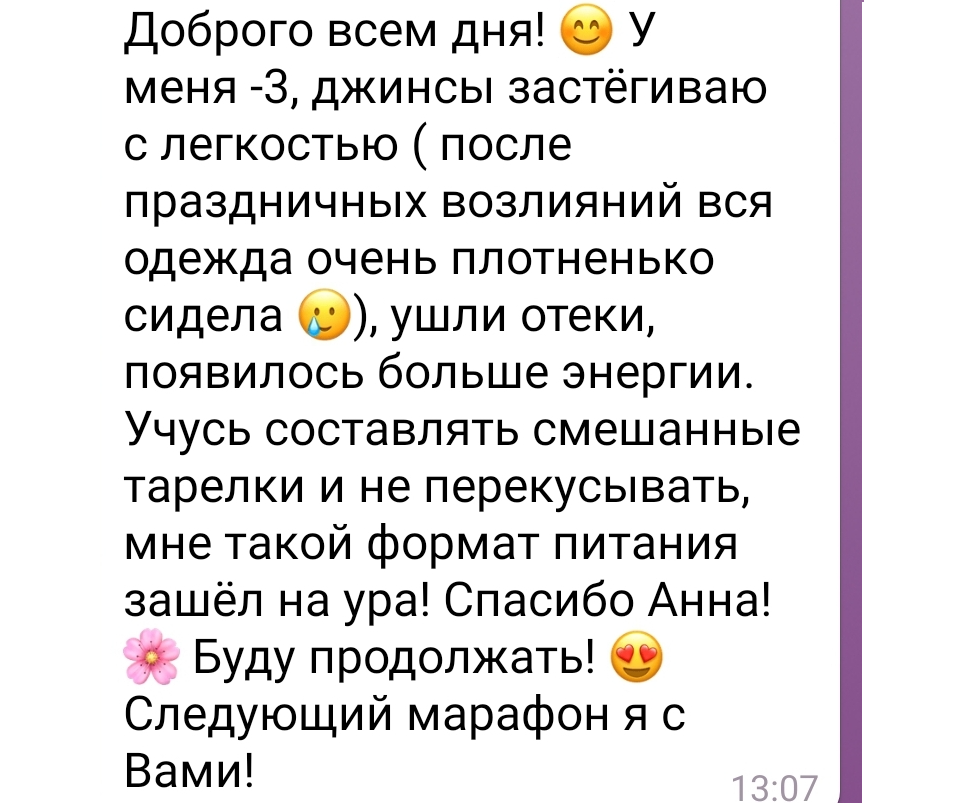 Доброго всем дня! 😊 У
меня -3, джинсы застёгиваю
с легкостью ( после
праздничных возлияний вся
одежда очень плотненько
сидела 🥲), ушли отеки,
появилось больше энергии.
Учусь составлять смешанные
тарелки и не перекусывать,
мне такой формат питания
зашёл на ура! Спасибо Анна!
🌸 Буду продолжать! 😍
Следующий марафон я с
Вами!
13:07